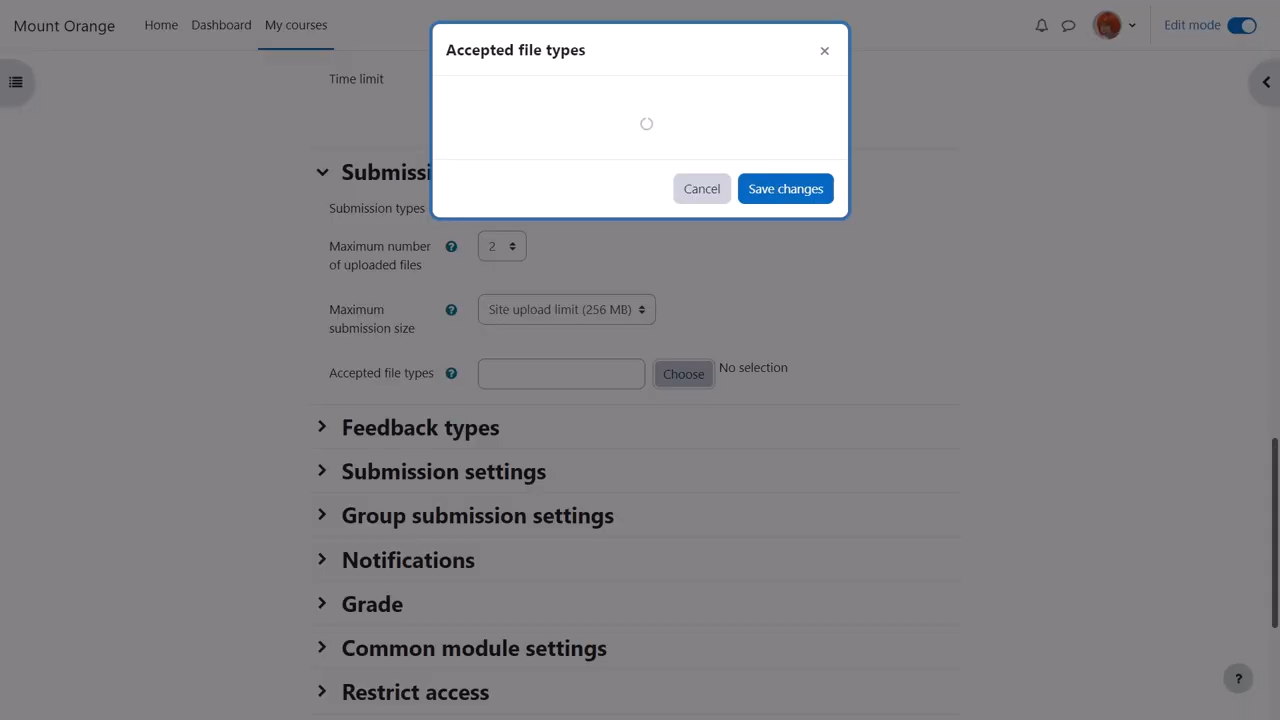 Mount Orange
Home
Dashboard
My courses
Edit mode
Accepted file types
×
Cancel
Save changes
Time limit
Submissi
Submission types
Maximum number
of uploaded files
2
Maximum
submission size
Site upload limit (256 MB)
Accepted file types
Choose
No selection
Feedback types
Submission settings
Group submission settings
Notifications
Grade
Common module settings
Restrict access
?